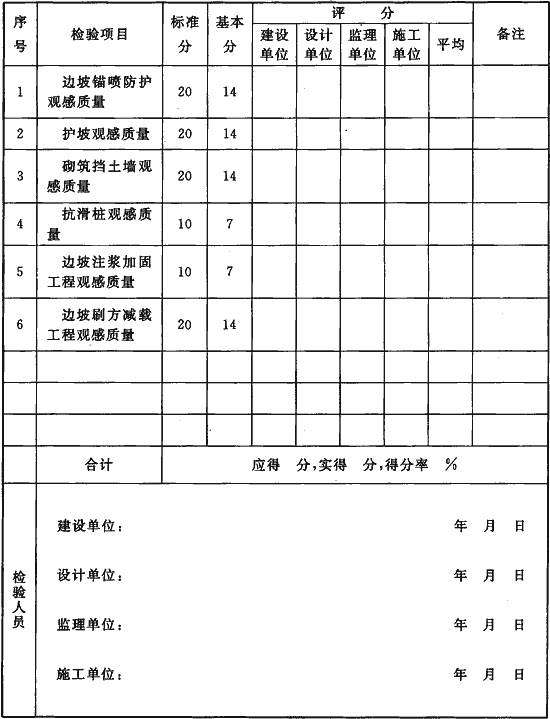 序号 检验项目 标准分 基本分 评 分 备注
建设单位 设计单位 监理单位 施工单位 平均
1 边坡锚喷防护观感质量 20 14
2 护坡观感质量 20 14
3 砌筑挡土墙观感质量 20 14
4 抗滑桩观感质量 10 7
5 边坡注浆加固工程观感质量 10 7
6 边坡刷方减载工程观感质量 20 14
合计 应得 分,实得 分,得分率 %
检验人员
建设单位: 年 月 日
设计单位: 年 月 日
监理单位: 年 月 日
施工单位: 年 月 日